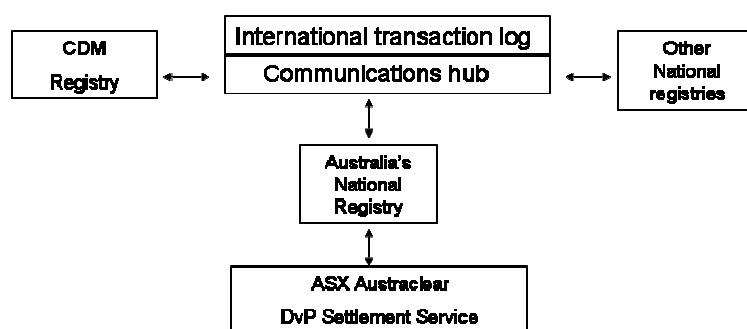 CDM
Registry
International transaction log
Communications hub
Other
National
registries
Australia's
National
Registry
ASX Austraclear
DvP Settlement Service